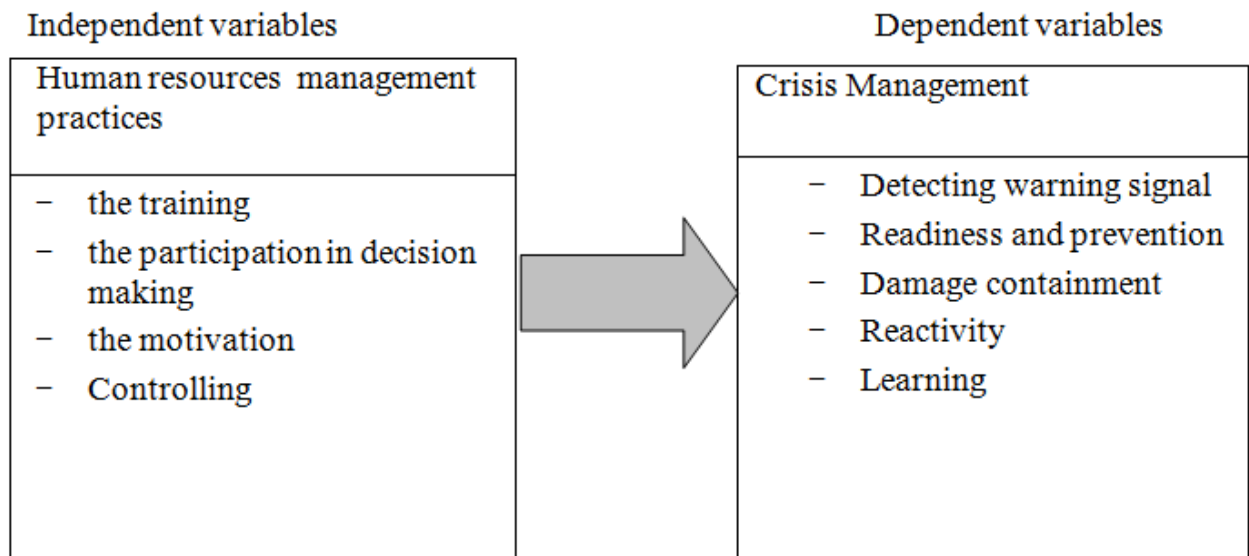 Independent variables
Human resources management
practices
− the training
− the participation in decision
making
− the motivation
− Controlling
Dependent variables
Crisis Management
− Detecting warning signal
− Readiness and prevention
− Damage containment
− Reactivity
− Learning